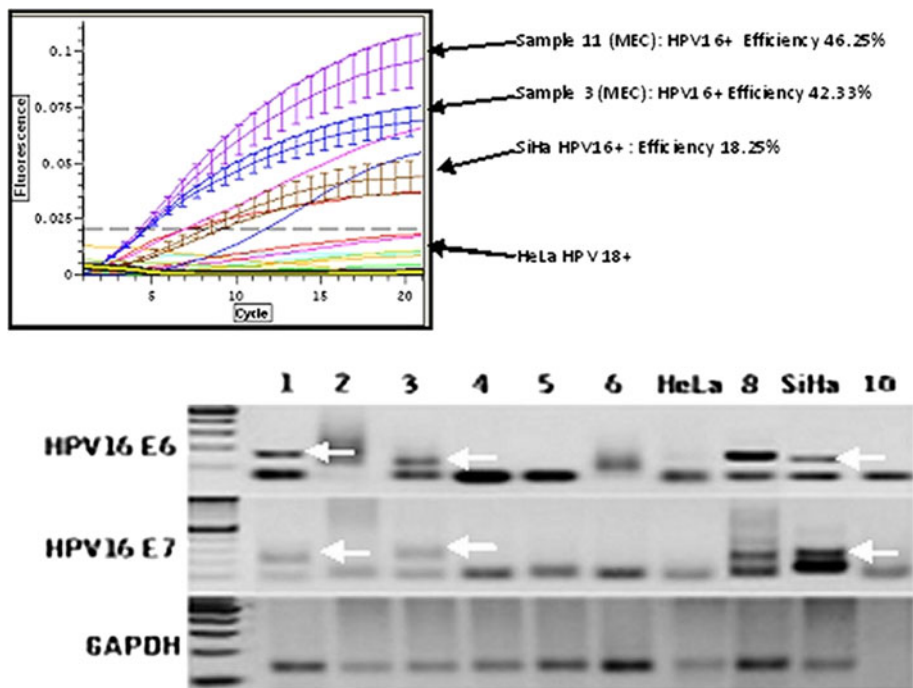 0.1
Sample 11 (MEC): HPV16+ Efficiency 46.25%
0.075
Sample 3 (MEC): HPV16+ Efficiency 42.33%
Fluorescence
0.05
SiHa HPV16+ : Efficiency 18.25%
0.025
HeLa HPV 18+
0
5 10 15 20
Cycle
1 2 3 4 5 6 HeLa 8 SiHa 10
HPV16 E6
HPV16 E7
GAPDH